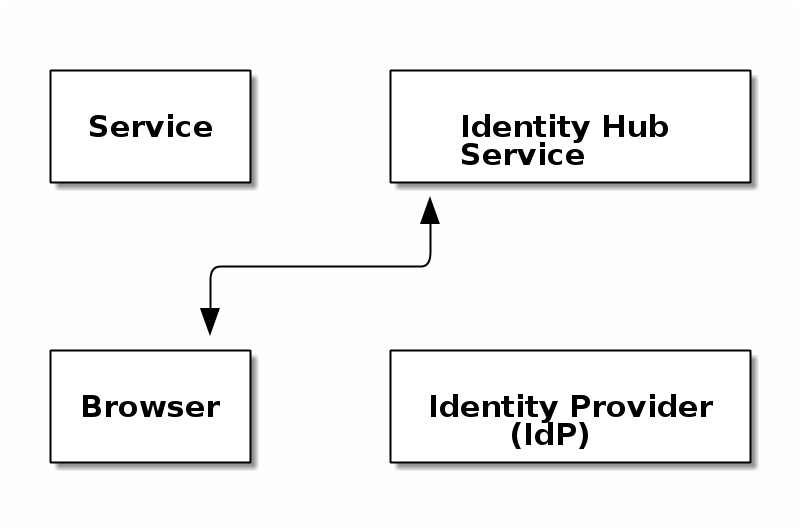 Service
Identity Hub
Service
Browser
Identity Provider
(IdP)